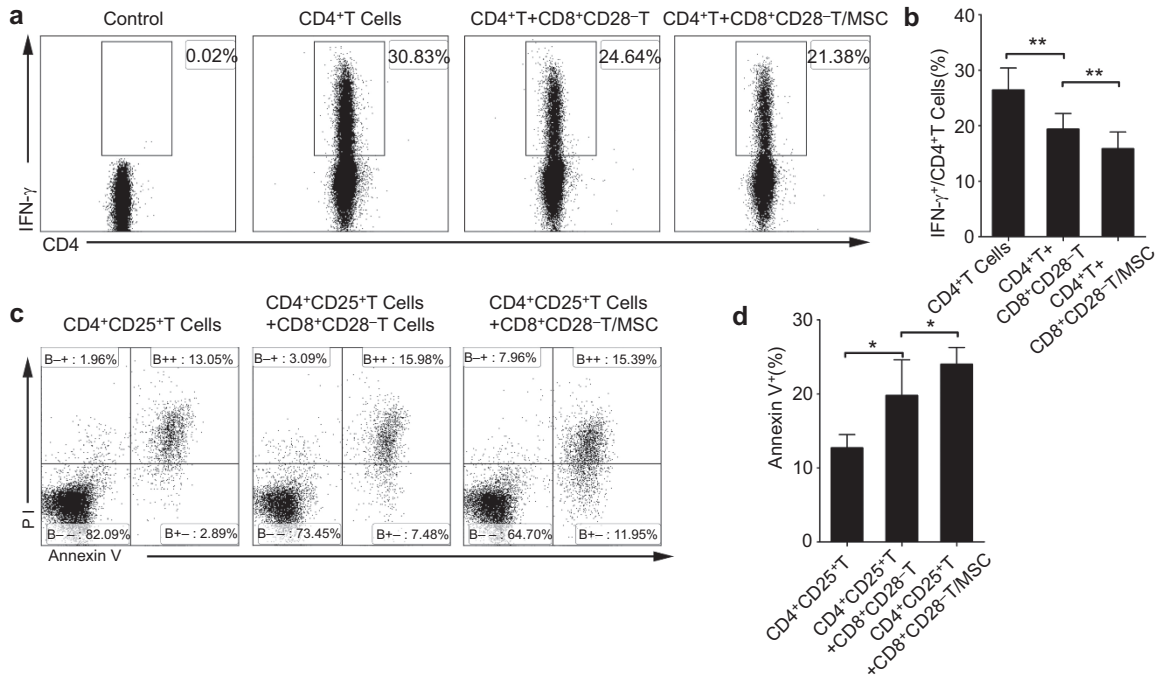 a
Control
CD4⁺T Cells
CD4⁺T+CD8⁺CD28⁻T
CD4⁺T+CD8⁺CD28⁻T/MSC
0.02%
30.83%
24.64%
21.38%
IFN-γ
CD4
b
**
**
40
30
20
10
0
IFN-γ⁺/CD4⁺T Cells(%)
CD4⁺T Cells
CD4⁺T+
CD8⁺CD28⁻T
CD4⁺T+
CD8⁺CD28⁻T/MSC
c
CD4⁺CD25⁺T Cells
CD4⁺CD25⁺T Cells
+CD8⁺CD28⁻T Cells
CD4⁺CD25⁺T Cells
+CD8⁺CD28⁻T/MSC
B–+ : 1.96%
B++ : 13.05%
B– – : 82.09%
B+– : 2.89%
B–+ : 3.09%
B++ : 15.98%
B– – : 73.45%
B+– : 7.48%
B–+ : 7.96%
B++ : 15.39%
B– – : 64.70%
B+– : 11.95%
P I
Annexin V
d
*
*
30
20
10
0
Annexin V⁺(%)
CD4⁺CD25⁺T
CD4⁺CD25⁺T
+CD8⁺CD28⁻T
CD4⁺CD25⁺T
+CD8⁺CD28⁻T/MSC